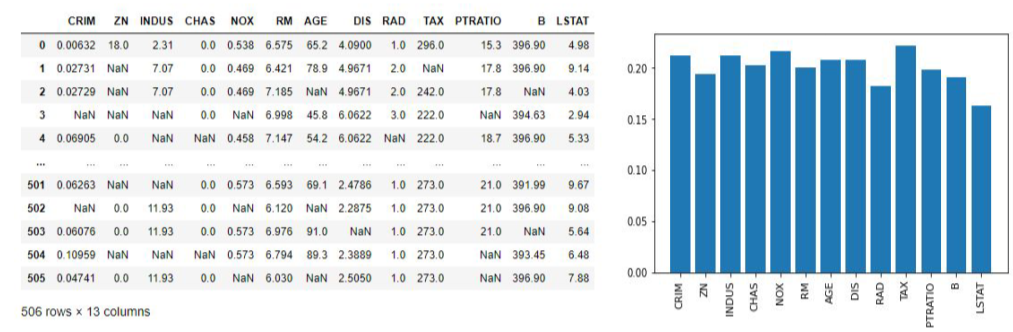 CRIM ZN INDUS CHAS NOX RM AGE DIS RAD TAX PTRATIO B LSTAT
0 0.00632 18.0 2.31 0.0 0.538 6.575 65.2 4.0900 1.0 296.0 15.3 396.90 4.98
1 0.02731 NaN 7.07 0.0 0.469 6.421 78.9 4.9671 2.0 NaN 17.8 396.90 9.14
2 0.02729 NaN 7.07 0.0 0.469 7.185 NaN 4.9671 2.0 242.0 17.8 NaN 4.03
3 NaN NaN NaN 0.0 NaN 6.998 45.8 6.0622 3.0 222.0 NaN 394.63 2.94
4 0.06905 0.0 NaN NaN 0.458 7.147 54.2 6.0622 NaN 222.0 18.7 396.90 5.33
... ... ... ... ... ... ... ... ... ... ... ... ... ...
501 0.06263 NaN NaN 0.0 0.573 6.593 69.1 2.4786 1.0 273.0 21.0 391.99 9.67
502 NaN 0.0 11.93 0.0 NaN 6.120 NaN 2.2875 1.0 273.0 21.0 396.90 9.08
503 0.06076 0.0 11.93 0.0 0.573 6.976 91.0 NaN 1.0 273.0 21.0 NaN 5.64
504 0.10959 NaN 11.93 NaN 0.573 6.794 89.3 2.3889 1.0 273.0 NaN 393.45 6.48
505 0.04741 0.0 11.93 0.0 NaN 6.030 NaN 2.5050 1.0 273.0 NaN 396.90 7.88
506 rows × 13 columns
0.20
0.15
0.10
0.05
0.00
CRIM
ZN
INDUS
CHAS
NOX
RM
AGE
DIS
RAD
TAX
PTRATIO
B
LSTAT